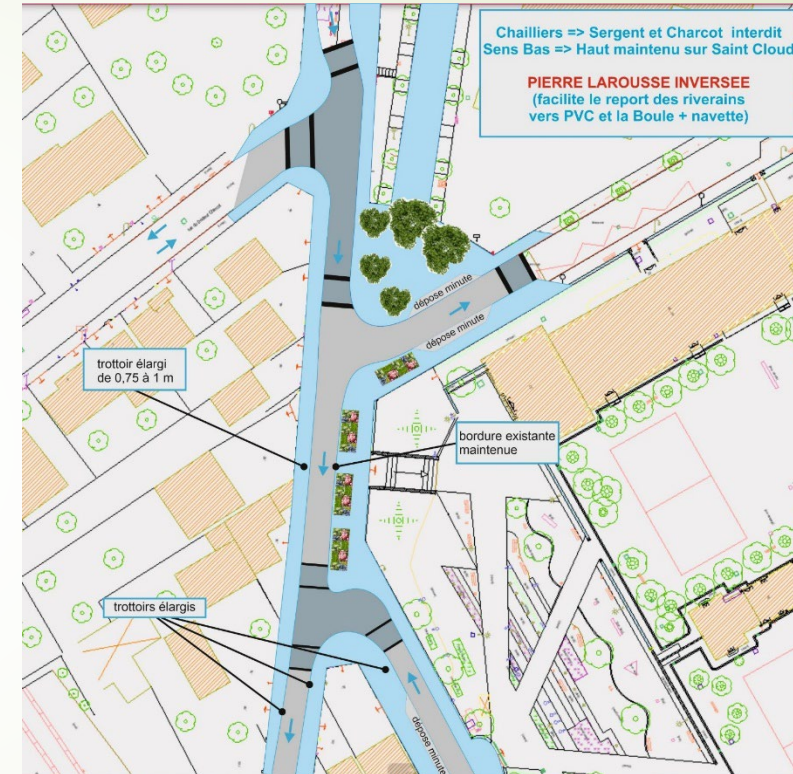 Chailliers => Sergent et Charcot interdit
Sens Bas => Haut maintenu sur Saint Cloud
PIERRE LAROUSSE INVERSEE
(facilite le report des riverains
vers PVC et la Boule + navette)
dépose minute
dépose minute
trottoir élargi
de 0,75 à 1 m
bordure existante
maintenue
trottoirs élargis
dépose minute